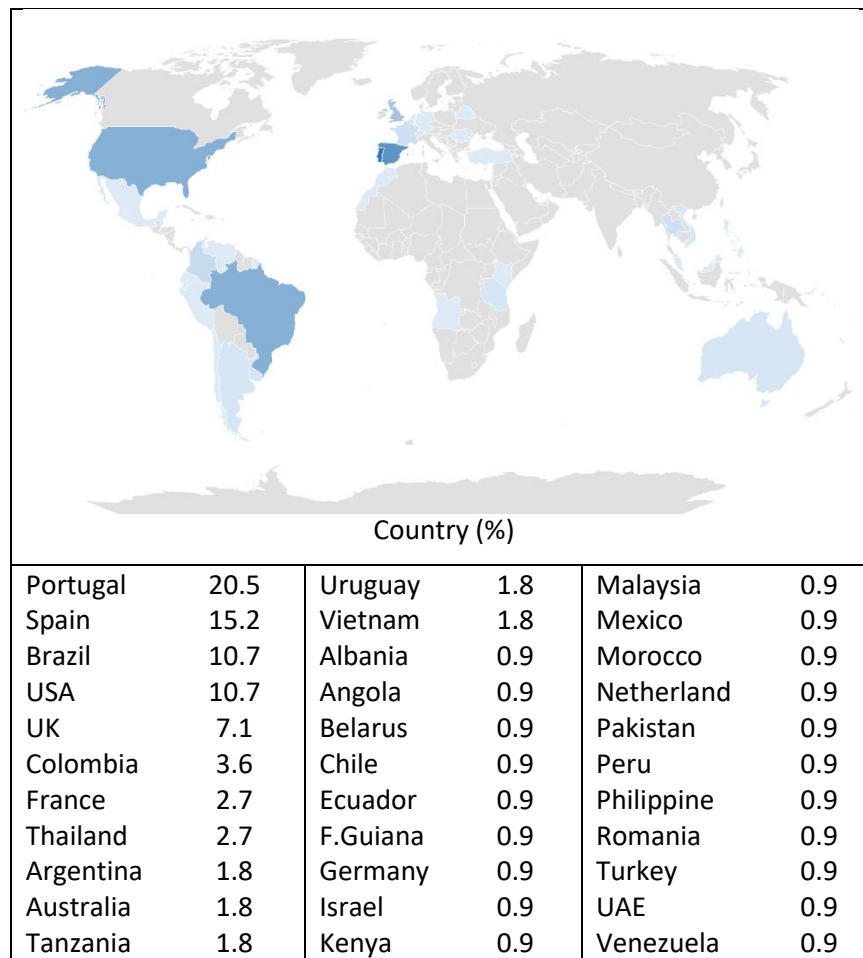 Country (%)
Portugal 20.5 Uruguay 1.8 Malaysia 0.9
Spain 15.2 Vietnam 1.8 Mexico 0.9
Brazil 10.7 Albania 0.9 Morocco 0.9
USA 10.7 Angola 0.9 Netherland 0.9
UK 7.1 Belarus 0.9 Pakistan 0.9
Colombia 3.6 Chile 0.9 Peru 0.9
France 2.7 Ecuador 0.9 Philippine 0.9
Thailand 2.7 F.Guiana 0.9 Romania 0.9
Argentina 1.8 Germany 0.9 Turkey 0.9
Australia 1.8 Israel 0.9 UAE 0.9
Tanzania 1.8 Kenya 0.9 Venezuela 0.9